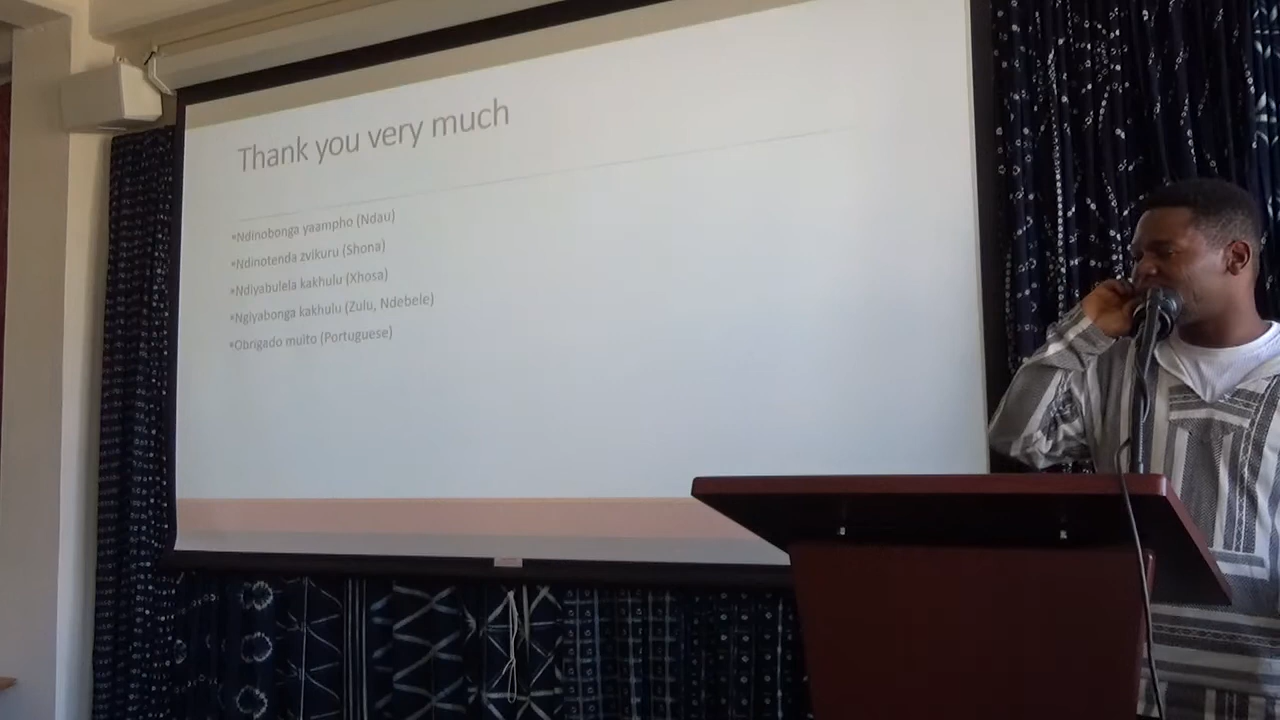 Thank you very much
▪Ndinobonga yaampho (Ndau)
▪Ndinotenda zvikuru (Shona)
▪Ndiyabulela kakhulu (Xhosa)
▪Ngiyabonga kakhulu (Zulu, Ndebele)
▪Obrigado muito (Portuguese)